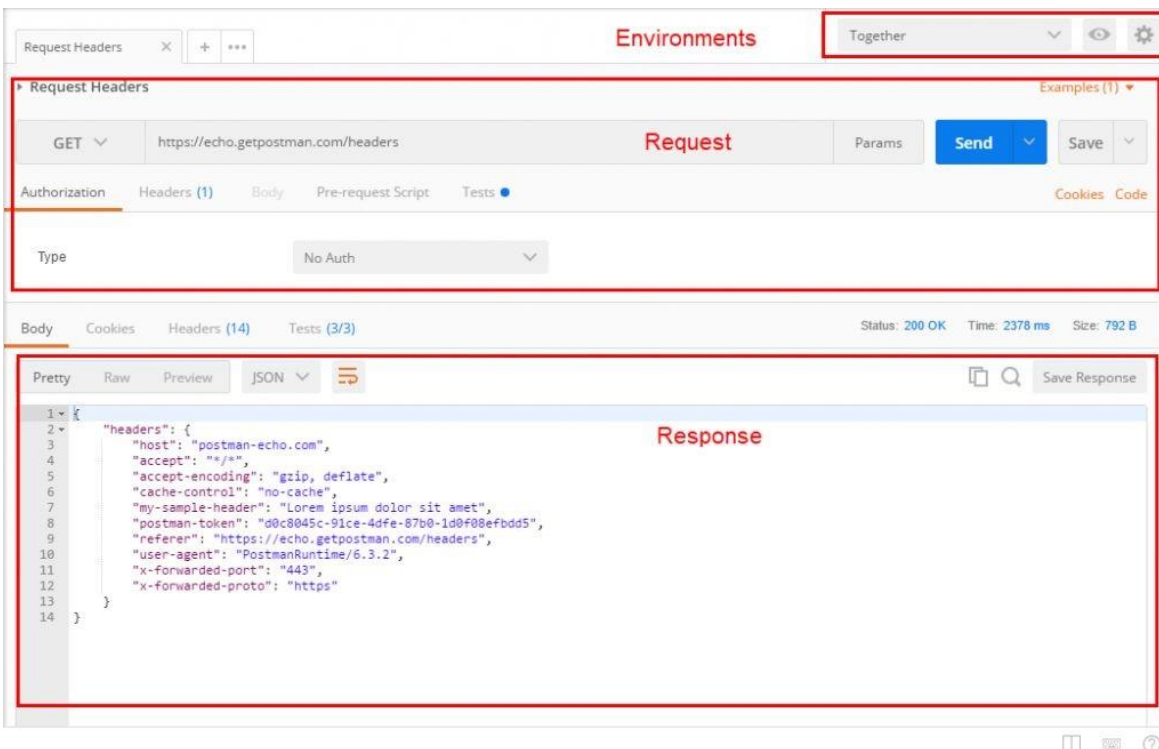 Request Headers
Environments
Together
Request Headers
Examples (1)
GET
https://echo.getpostman.com/headers
Request
Params
Send
Save
Authorization Headers (1) Body Pre-request Script Tests
Cookies Code
Type
No Auth
Body Cookies Headers (14) Tests (3/3)
Status: 200 OK Time: 2378 ms Size: 792 B
Pretty Raw Preview JSON
Save Response
Response
1 {
2 "headers": {
3 "host": "postman-echo.com",
4 "accept": "*/*",
5 "accept-encoding": "gzip, deflate",
6 "cache-control": "no-cache",
7 "my-sample-header": "Lorem ipsum dolor sit amet",
8 "postman-token": "d0c8045c-91ce-4dfe-87b0-1d0f08efbdd5",
9 "referer": "https://echo.getpostman.com/headers",
10 "user-agent": "PostmanRuntime/6.3.2",
11 "x-forwarded-port": "443",
12 "x-forwarded-proto": "https"
13 }
14 }